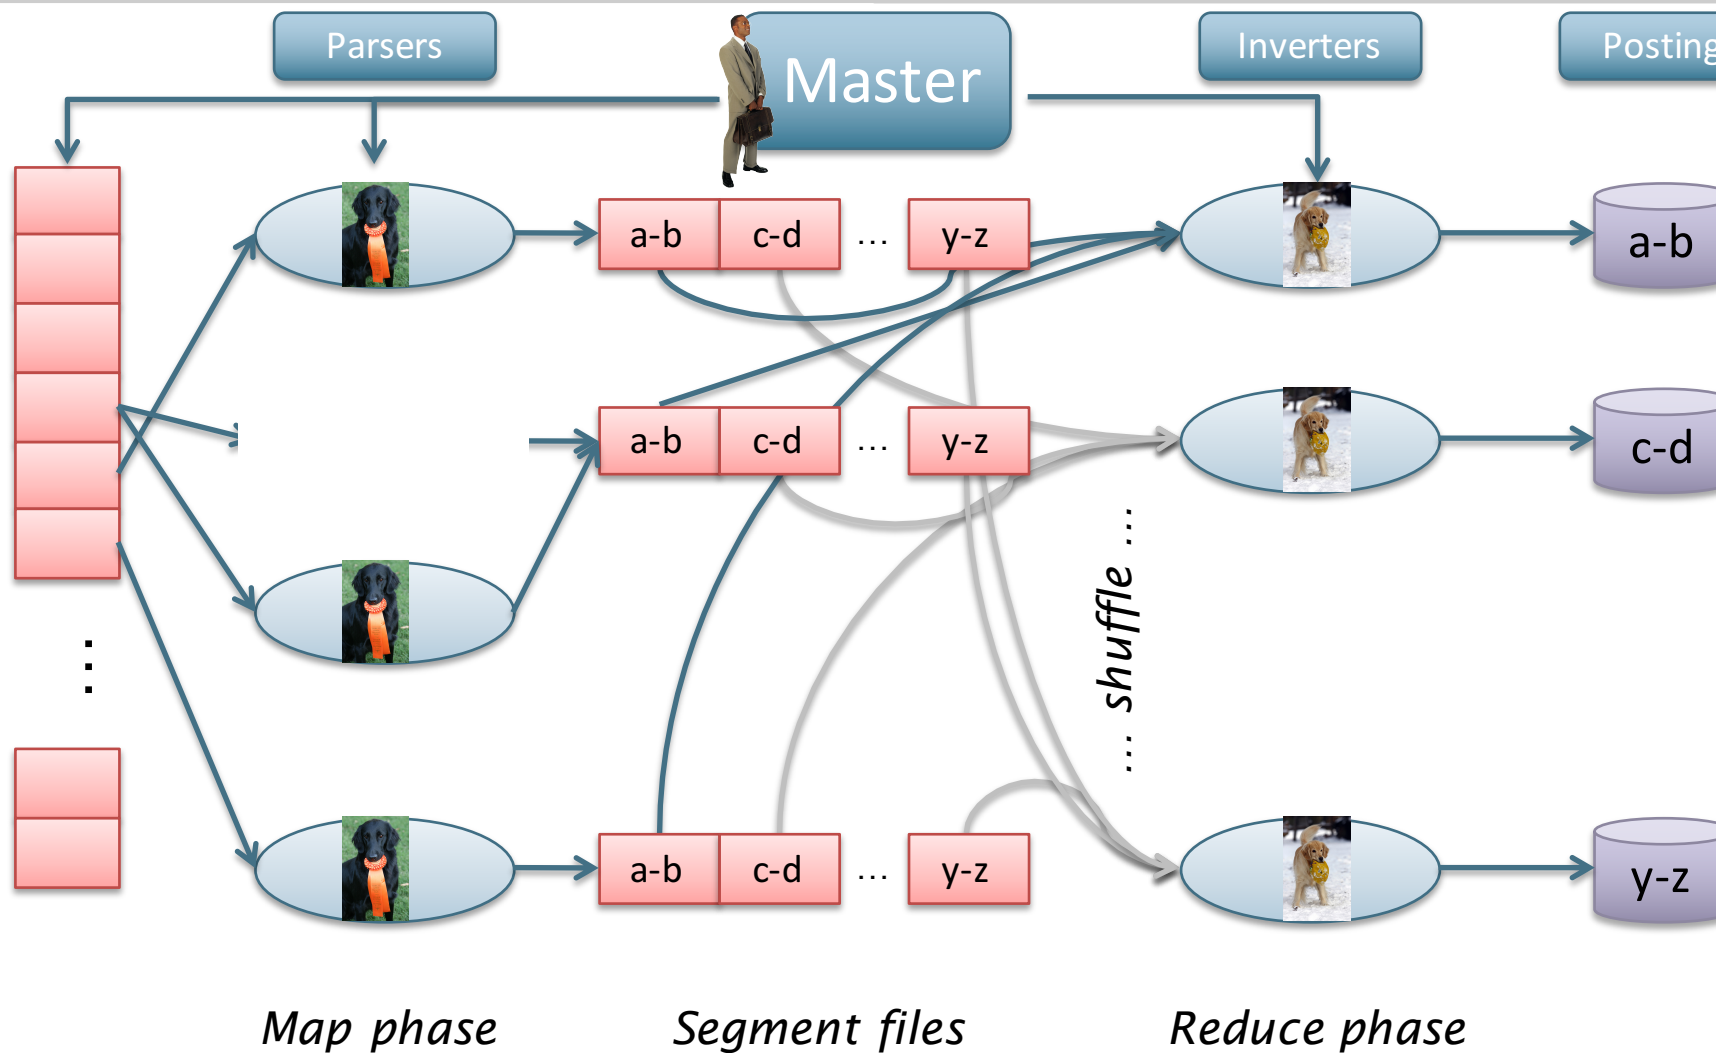 Parsers
Master
Inverters
Posting
a-b c-d ... y-z
a-b
a-b c-d ... y-z
c-d
... shuffle ...
a-b c-d ... y-z
y-z
Map phase
Segment files
Reduce phase